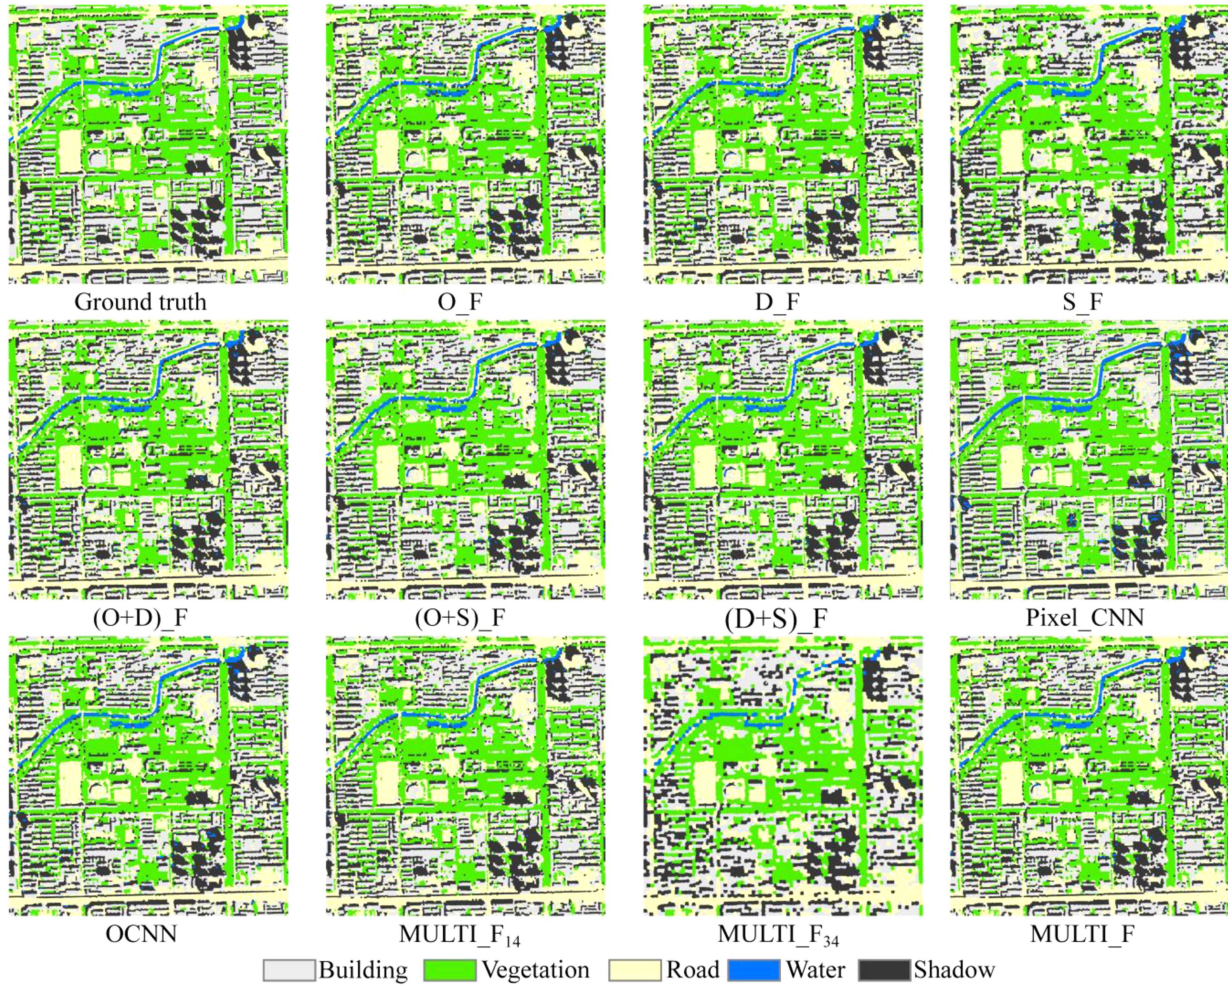 Ground truth O_F D_F S_F
(O+D)_F (O+S)_F (D+S)_F Pixel_CNN
OCNN MULTI_F₁₄ MULTI_F₃₄ MULTI_F
Building Vegetation Road Water Shadow